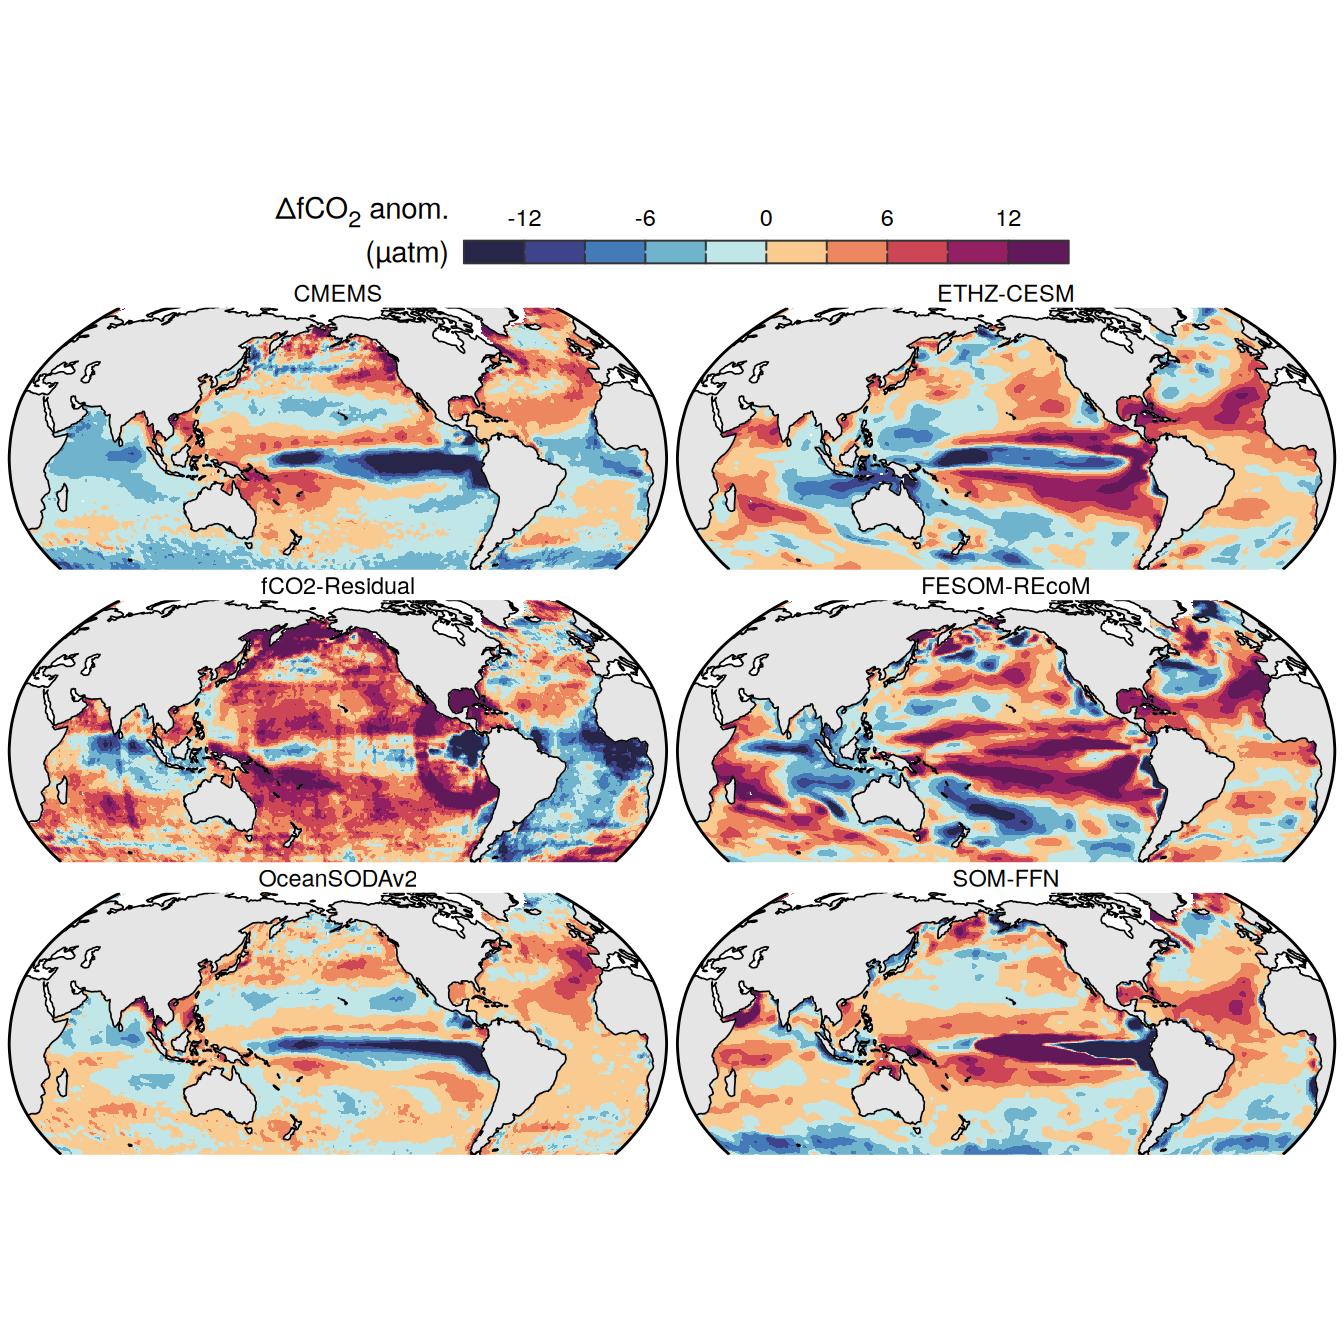 ΔfCO₂ anom.
(µatm)
-12 -6 0 6 12
CMEMS ETHZ-CESM
fCO2-Residual FESOM-REcoM
OceanSODAv2 SOM-FFN